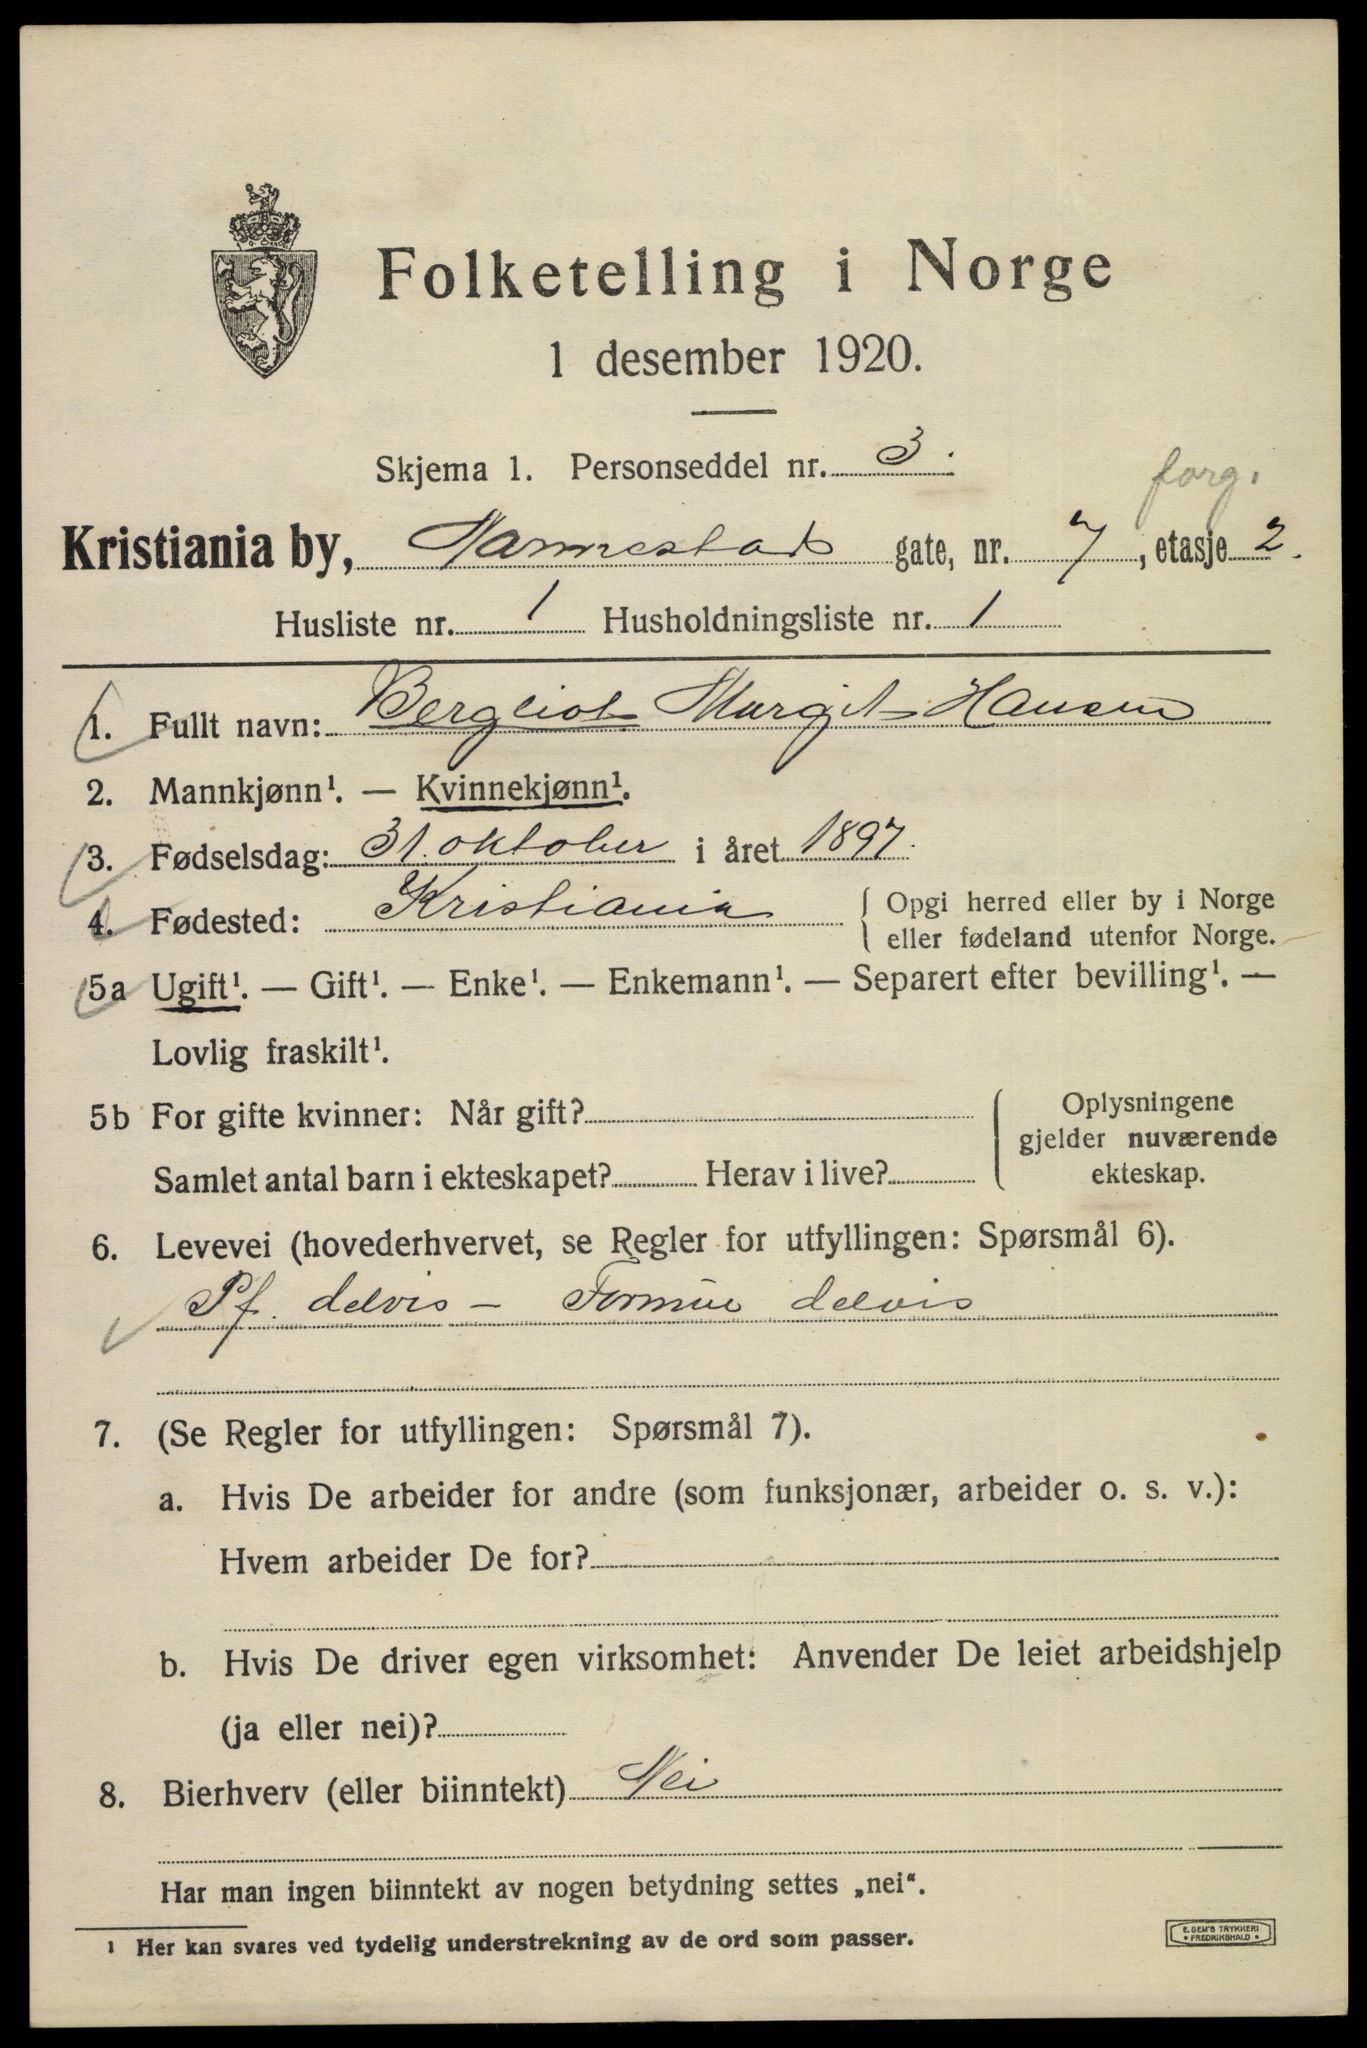 Folketelling i Norge
1 desember 1920.
Skjema 1. Personseddel nr. 3.
forg.
Kristiania by, Nannestad gate, nr. 7, etasje 2.
Husliste nr. 1 Husholdningsliste nr. 1
1. Fullt navn: Bergliot Margit Hansen
2. Mannkjønn¹. — Kvinnekjønn¹.
3. Fødselsdag: 31. oktober i året 1897.
4. Fødested: Kristiania { Opgi herred eller by i Norge
eller fødeland utenfor Norge.
5a Ugift¹. — Gift¹. — Enke¹. — Enkemann¹. — Separert efter bevilling¹. —
Lovlig fraskilt¹.
5b For gifte kvinner: Når gift? { Oplysningene
gjelder nuværende
Samlet antal barn i ekteskapet? Herav i live? ekteskap.
6. Levevei (hovederhvervet, se Regler for utfyllingen: Spørsmål 6).
Pf. delvis – Formue delvis
7. (Se Regler for utfyllingen: Spørsmål 7).
a. Hvis De arbeider for andre (som funksjonær, arbeider o. s. v.):
Hvem arbeider De for?
b. Hvis De driver egen virksomhet: Anvender De leiet arbeidshjelp
(ja eller nei)?
8. Bierhverv (eller biinntekt) Nei
Har man ingen biinntekt av nogen betydning settes „nei“.
¹ Her kan svares ved tydelig understrekning av de ord som passer.
E. SEM'S TRYKKERI
• FREDRIKSHALD •